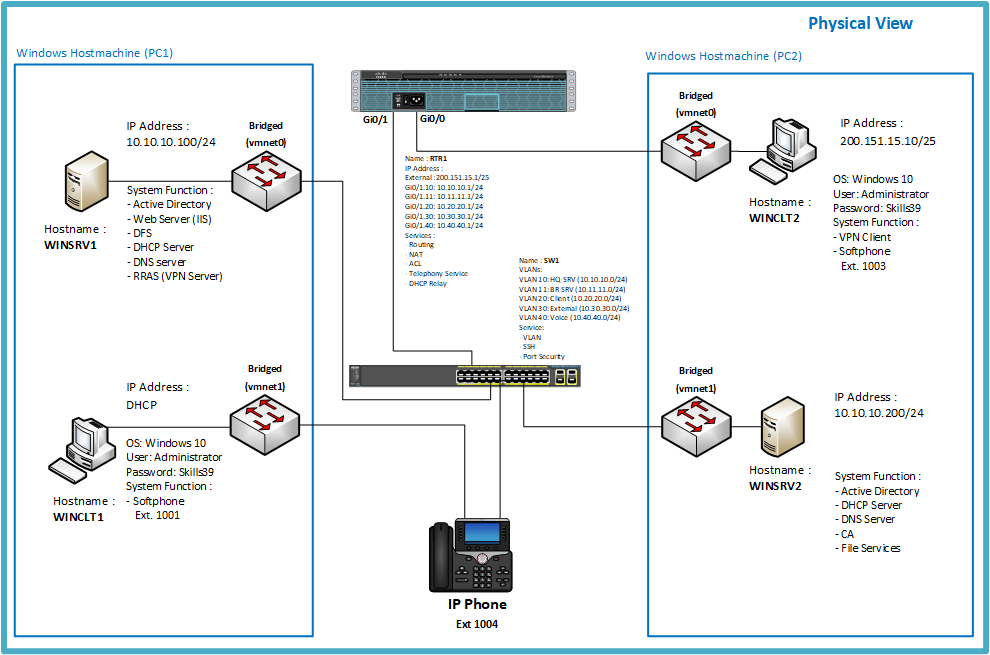 Physical View
Windows Hostmachine (PC1)
IP Address :
10.10.10.100/24
Bridged
(vmnet0)
System Function :
- Active Directory
- Web Server (IIS)
- DFS
- DHCP Server
- DNS server
- RRAS (VPN Server)
Hostname :
WINSRV1
IP Address :
DHCP
Bridged
(vmnet1)
OS: Windows 10
User: Administrator
Password: Skills39
System Function :
- Softphone
Ext. 1001
Hostname :
WINCLT1
Gi0/1
Gi0/0
Name : RTR1
IP Address :
External : 200.151.15.1/25
Gi0/1.10: 10.10.10.1/24
Gi0/1.11: 10.11.11.1/24
Gi0/1.20: 10.20.20.1/24
Gi0/1.30: 10.30.30.1/24
Gi0/1.40: 10.40.40.1/24
Services :
- Routing
- NAT
- ACL
- Telephony Service
- DHCP Relay
Name : SW1
VLANs:
VLAN 10: HQ-SRV (10.10.10.0/24)
VLAN 11: BR-SRV (10.11.11.0/24)
VLAN 20: Client (10.20.20.0/24)
VLAN 30: External (10.30.30.0/24)
VLAN 40: Voice (10.40.40.0/24)
Service:
- VLAN
- SSH
- Port Security
IP Phone
Ext 1004
Windows Hostmachine (PC2)
Bridged
(vmnet0)
IP Address :
200.151.15.10/25
OS: Windows 10
User: Administrator
Password: Skills39
System Function :
- VPN Client
- Softphone
Ext. 1003
Hostname :
WINCLT2
Bridged
(vmnet1)
IP Address :
10.10.10.200/24
Hostname :
WINSRV2
System Function :
- Active Directory
- DHCP Server
- DNS Server
- CA
- File Services